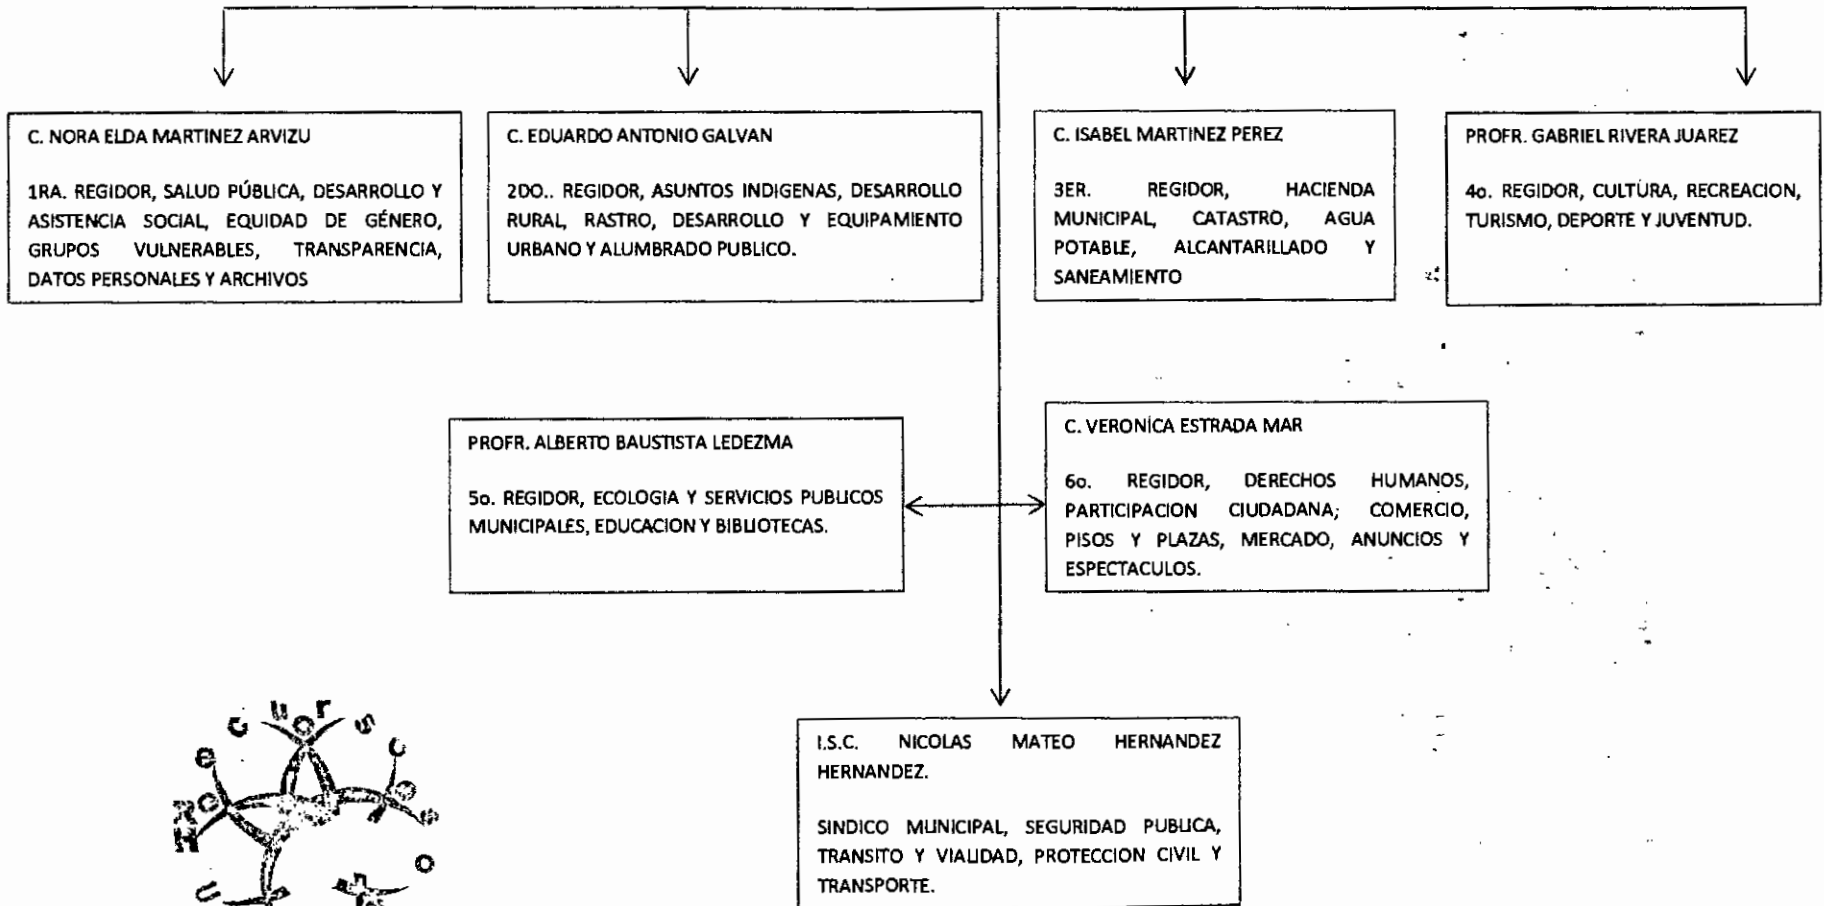 C. NORA ELDA MARTINEZ ARVIZU
1RA. REGIDOR, SALUD PÚBLICA, DESARROLLO Y
ASISTENCIA SOCIAL, EQUIDAD DE GÉNERO,
GRUPOS VULNERABLES, TRANSPARENCIA,
DATOS PERSONALES Y ARCHIVOS
C. EDUARDO ANTONIO GALVAN
2DO.. REGIDOR, ASUNTOS INDIGENAS, DESARROLLO
RURAL, RASTRO, DESARROLLO Y EQUIPAMIENTO
URBANO Y ALUMBRADO PUBLICO.
C. ISABEL MARTINEZ PEREZ
3ER. REGIDOR, HACIENDA
MUNICIPAL, CATASTRO, AGUA
POTABLE, ALCANTARILLADO Y
SANEAMIENTO
PROFR. GABRIEL RIVERA JUAREZ
4o. REGIDOR, CULTURA, RECREACION,
TURISMO, DEPORTE Y JUVENTUD.
PROFR. ALBERTO BAUSTISTA LEDEZMA
5o. REGIDOR, ECOLOGIA Y SERVICIOS PUBLICOS
MUNICIPALES, EDUCACION Y BIBLIOTECAS.
C. VERONICA ESTRADA MAR
6o. REGIDOR, DERECHOS HUMANOS,
PARTICIPACION CIUDADANA; COMERCIO,
PISOS Y PLAZAS, MERCADO, ANUNCIOS Y
ESPECTACULOS.
I.S.C. NICOLAS MATEO HERNANDEZ
HERNANDEZ.
SINDICO MUNICIPAL, SEGURIDAD PUBLICA,
TRANSITO Y VIALIDAD, PROTECCION CIVIL Y
TRANSPORTE.
Recursos